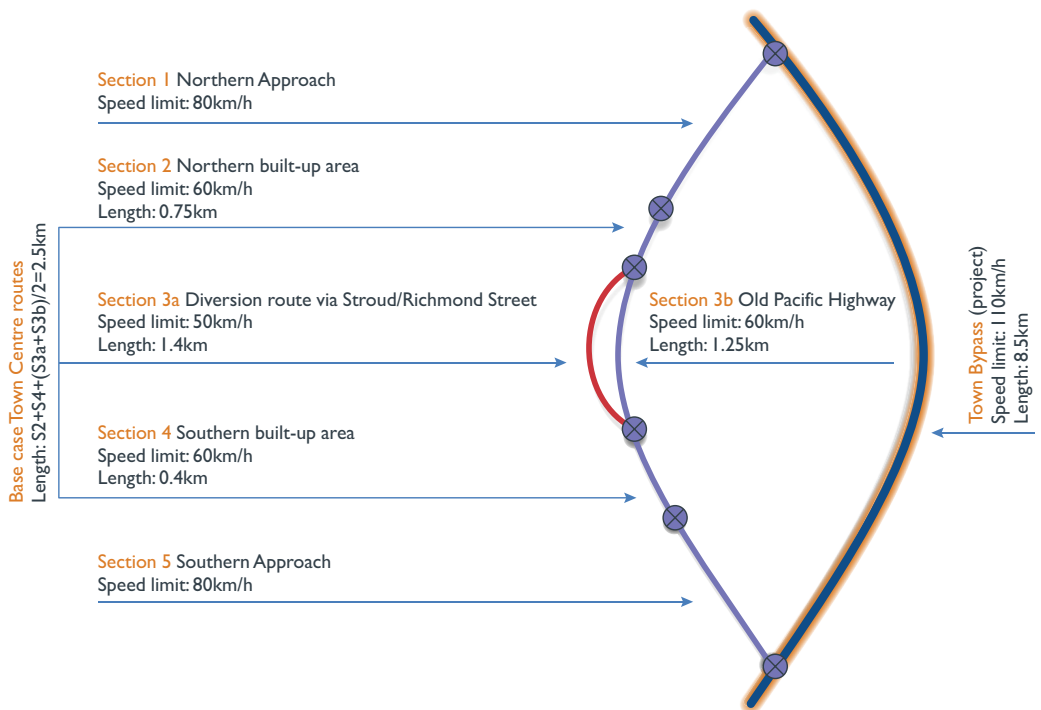 Section 1 Northern Approach
Speed limit: 80km/h
Section 2 Northern built-up area
Speed limit: 60km/h
Length: 0.75km
Base case Town Centre routes
Length: S2+S4+(S3a+S3b)/2=2.5km
Section 3a Diversion route via Stroud/Richmond Street
Speed limit: 50km/h
Length: 1.4km
Section 3b Old Pacific Highway
Speed limit: 60km/h
Length: 1.25km
Town Bypass (project)
Speed limit: 110km/h
Length: 8.5km
Section 4 Southern built-up area
Speed limit: 60km/h
Length: 0.4km
Section 5 Southern Approach
Speed limit: 80km/h